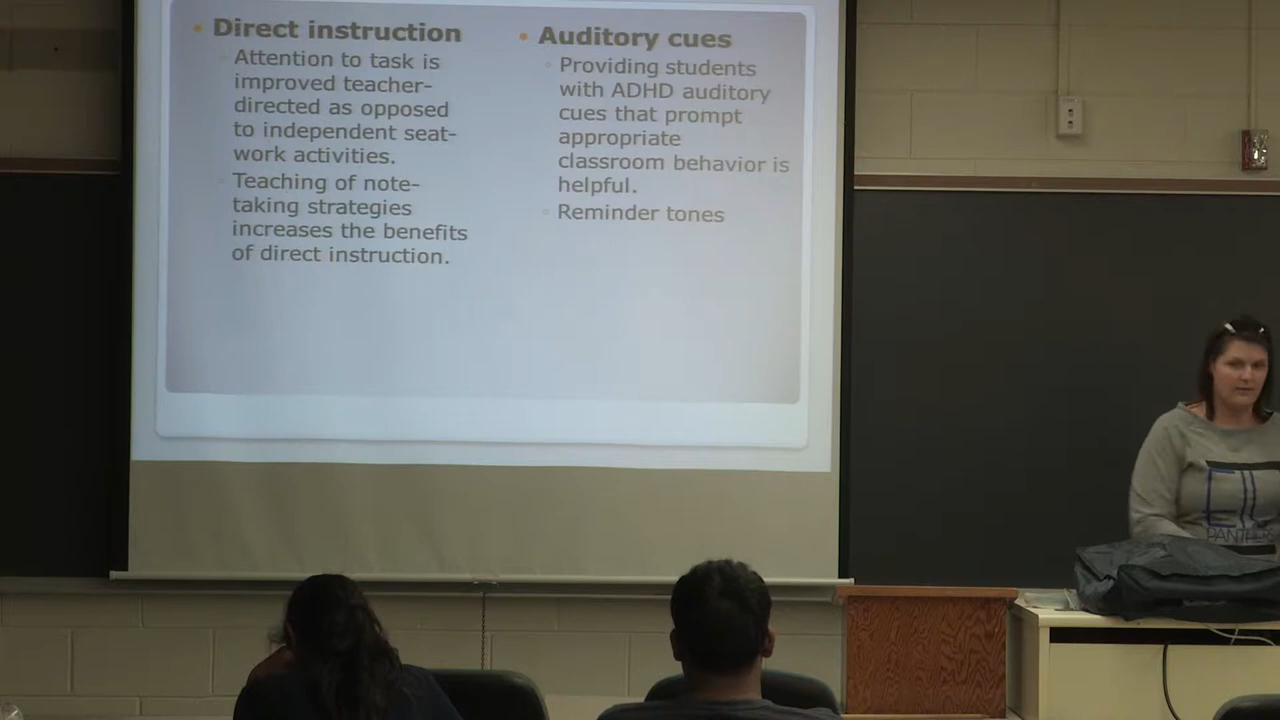 Direct instruction
Attention to task is
improved teacher-
directed as opposed
to independent seat-
work activities.
Teaching of note-
taking strategies
increases the benefits
of direct instruction.
Auditory cues
Providing students
with ADHD auditory
cues that prompt
appropriate
classroom behavior is
helpful.
Reminder tones
EIU
PANTHERS